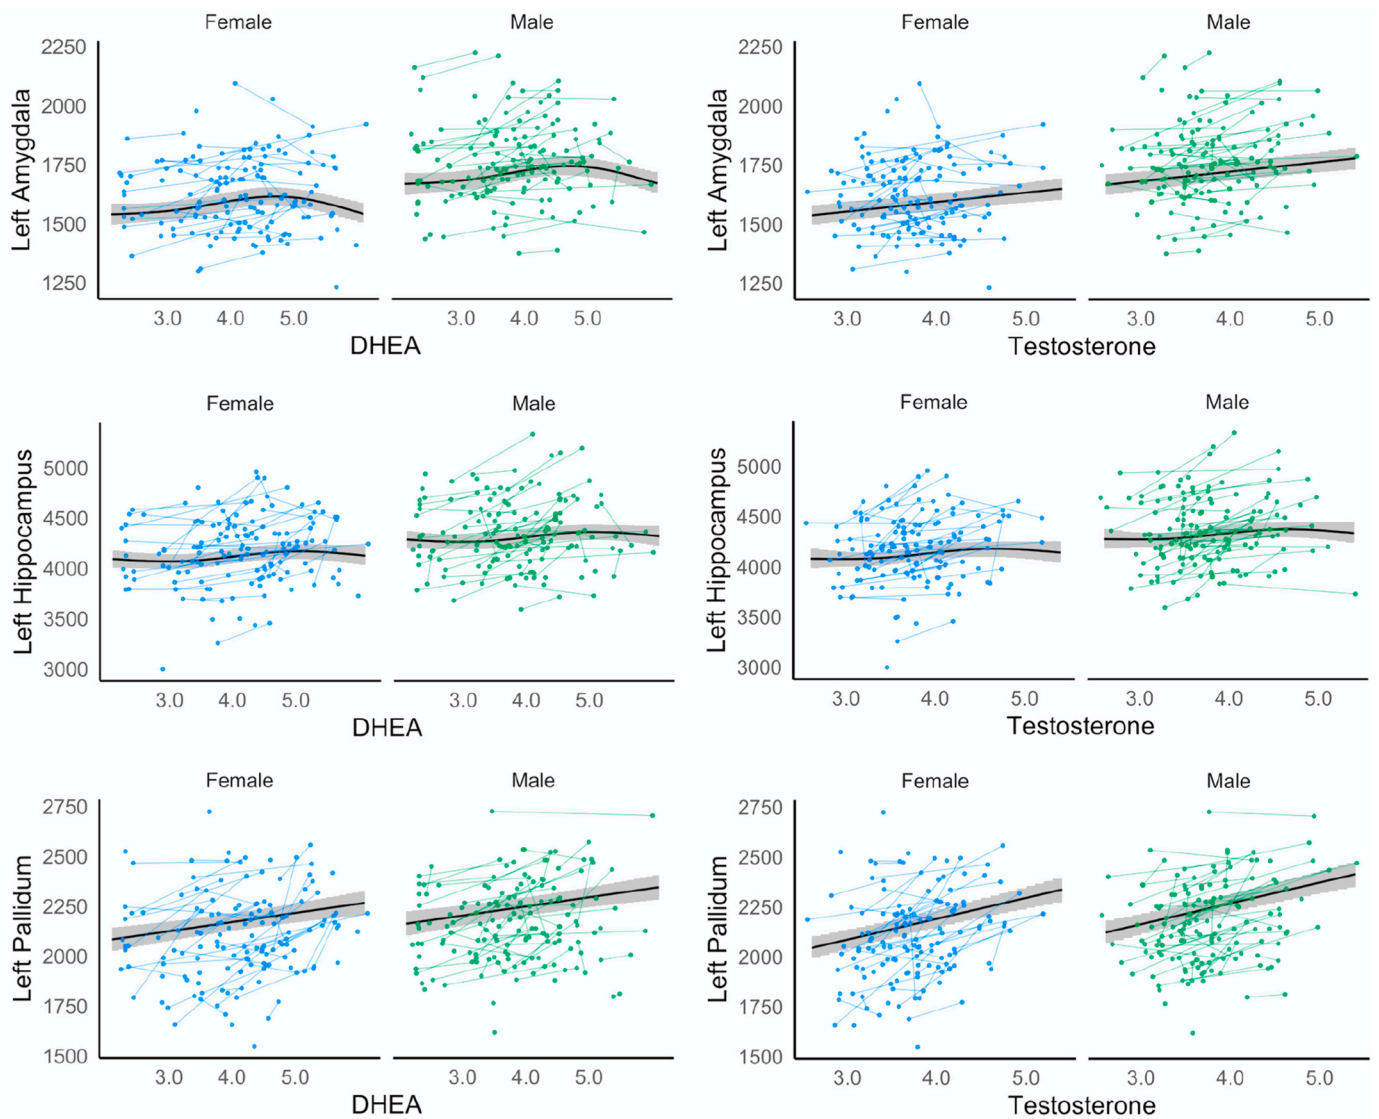 Female Male Female Male
Left Amygdala
2250
2000
1750
1500
1250
3.0 4.0 5.0 3.0 4.0 5.0
DHEA
Left Amygdala
2250
2000
1750
1500
1250
3.0 4.0 5.0 3.0 4.0 5.0
Testosterone
Female Male Female Male
Left Hippocampus
5000
4500
4000
3500
3000
3.0 4.0 5.0 3.0 4.0 5.0
DHEA
Left Hippocampus
5000
4500
4000
3500
3000
3.0 4.0 5.0 3.0 4.0 5.0
Testosterone
Female Male Female Male
Left Pallidum
2750
2500
2250
2000
1750
1500
3.0 4.0 5.0 3.0 4.0 5.0
DHEA
Left Pallidum
2750
2500
2250
2000
1750
1500
3.0 4.0 5.0 3.0 4.0 5.0
Testosterone